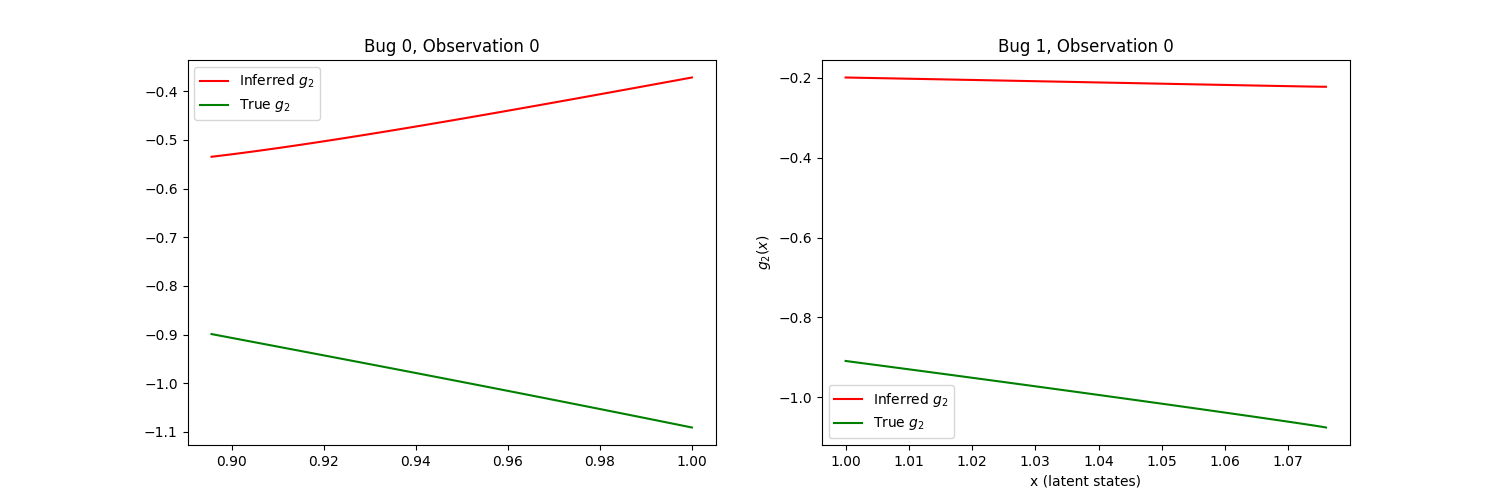 Bug 0, Observation 0
Inferred g₂
True g₂
−0.4
−0.5
−0.6
−0.7
−0.8
−0.9
−1.0
−1.1
0.90 0.92 0.94 0.96 0.98 1.00
Bug 1, Observation 0
g₂(x)
−0.2
−0.4
−0.6
−0.8
−1.0
Inferred g₂
True g₂
1.00 1.01 1.02 1.03 1.04 1.05 1.06 1.07
x (latent states)